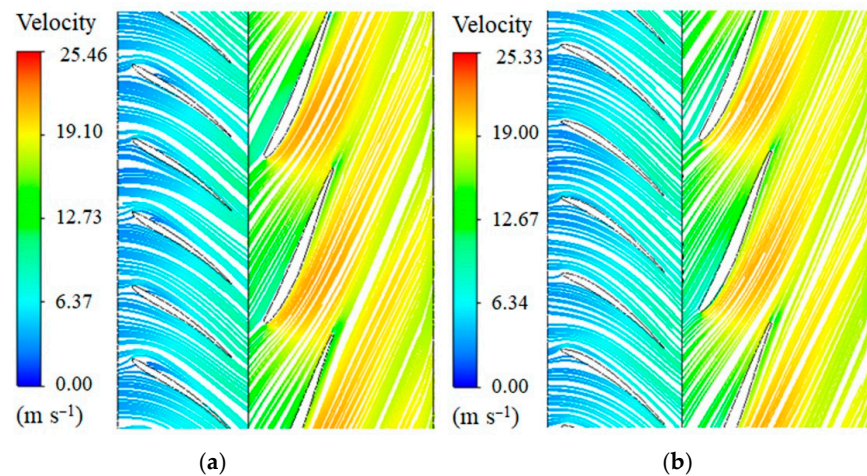 Velocity
25.46
19.10
12.73
6.37
0.00
(m s⁻¹)
(a)
Velocity
25.33
19.00
12.67
6.34
0.00
(m s⁻¹)
(b)